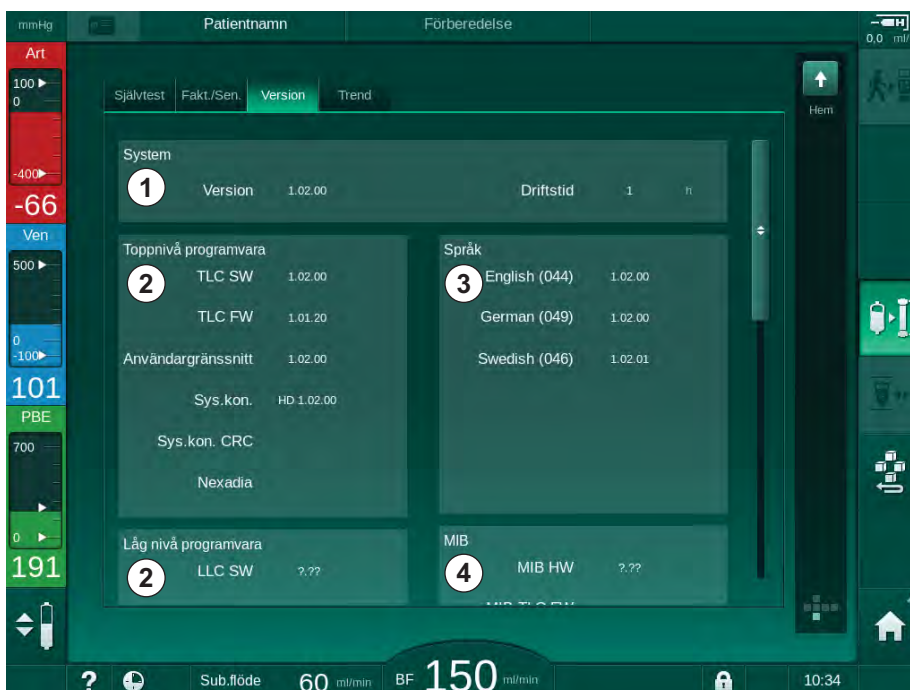 mmHg Patientnamn Förberedelse
0,0 ml/
Art
100
0
-400
-66
Ven
500
0
-100
101
PBE
700
0
191
Självtest Fakt./Sen. Version Trend
Hem
System
1 Version 1.02.00 Driftstid 1 h
Toppnivå programvara
2 TLC SW 1.02.00
TLC FW 1.01.20
Användargränssnitt 1.02.00
Sys.kon. HD 1.02.00
Sys.kon. CRC
Nexadia
Språk
3 English (044) 1.02.00
German (049) 1.02.00
Swedish (046) 1.02.01
Låg nivå programvara
2 LLC SW ?.??
MIB
4 MIB HW ?.??
? Sub.flöde 60 ml/min BF 150 ml/min 10:34